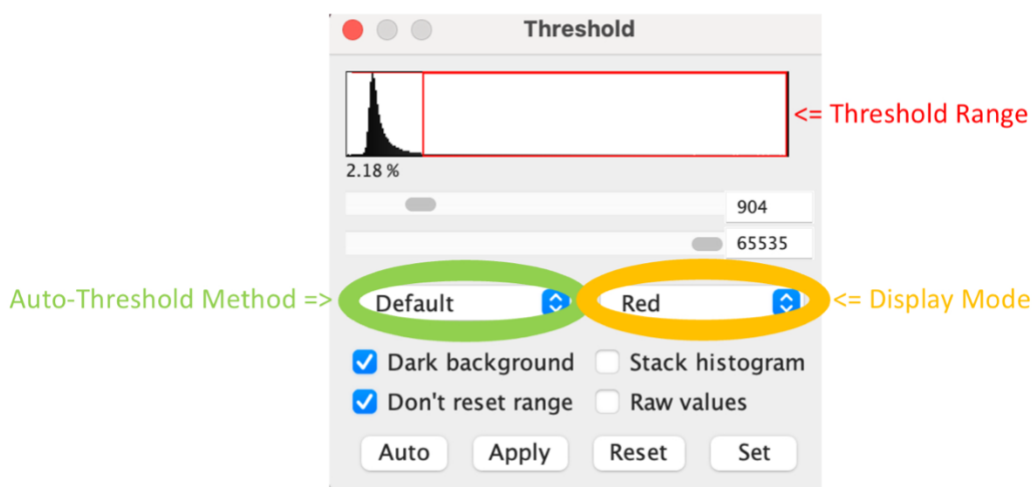 Threshold
<= Threshold Range
2.18 %
904
65535
Auto-Threshold Method => Default Red <= Display Mode
Dark background Stack histogram
Don't reset range Raw values
Auto Apply Reset Set